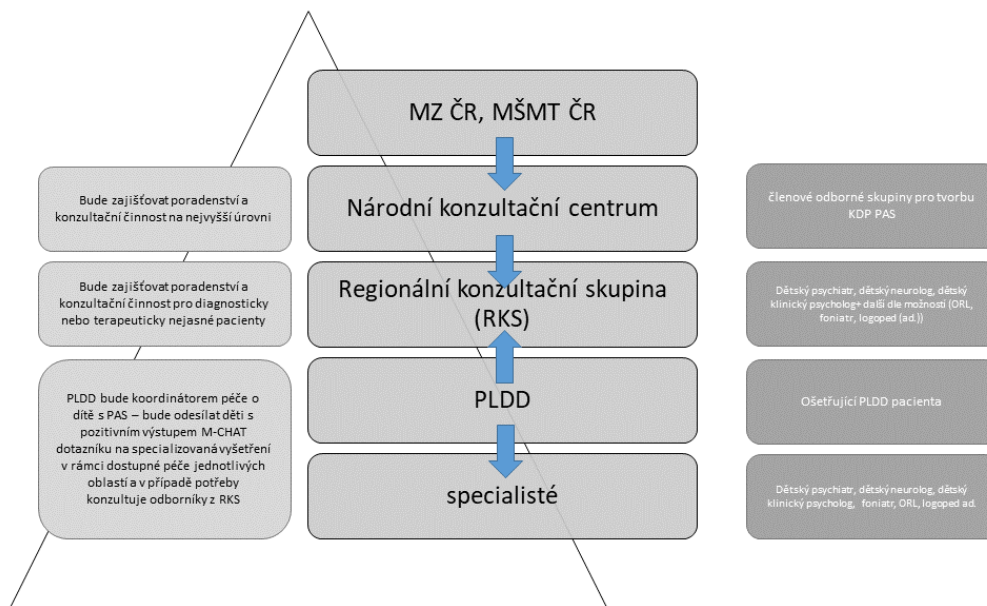 MZ ČR, MŠMT ČR
Bude zajišťovat poradenství a
konzultační činnost na nejvyšší úrovni
Národní konzultační centrum
členové odborné skupiny pro tvorbu
KDP PAS
Bude zajišťovat poradenství a
konzultační činnost pro diagnosticky
nebo terapeuticky nejasné pacienty
Regionální konzultační skupina
(RKS)
Dětský psychiatr, dětský neurolog, dětský
klinický psycholog+ další dle možností (ORL,
foniatr, logoped (ad.))
PLDD bude koordinátorem péče o
dítě s PAS – bude odesílat děti s
pozitivním výstupem M-CHAT
dotazníku na specializovaná vyšetření
v rámci dostupné péče jednotlivých
oblastí a v případě potřeby
konzultuje odborníky z RKS
PLDD
Ošetřující PLDD pacienta
specialisté
Dětský psychiatr, dětský neurolog, dětský
klinický psycholog, foniatr, ORL, logoped ad.